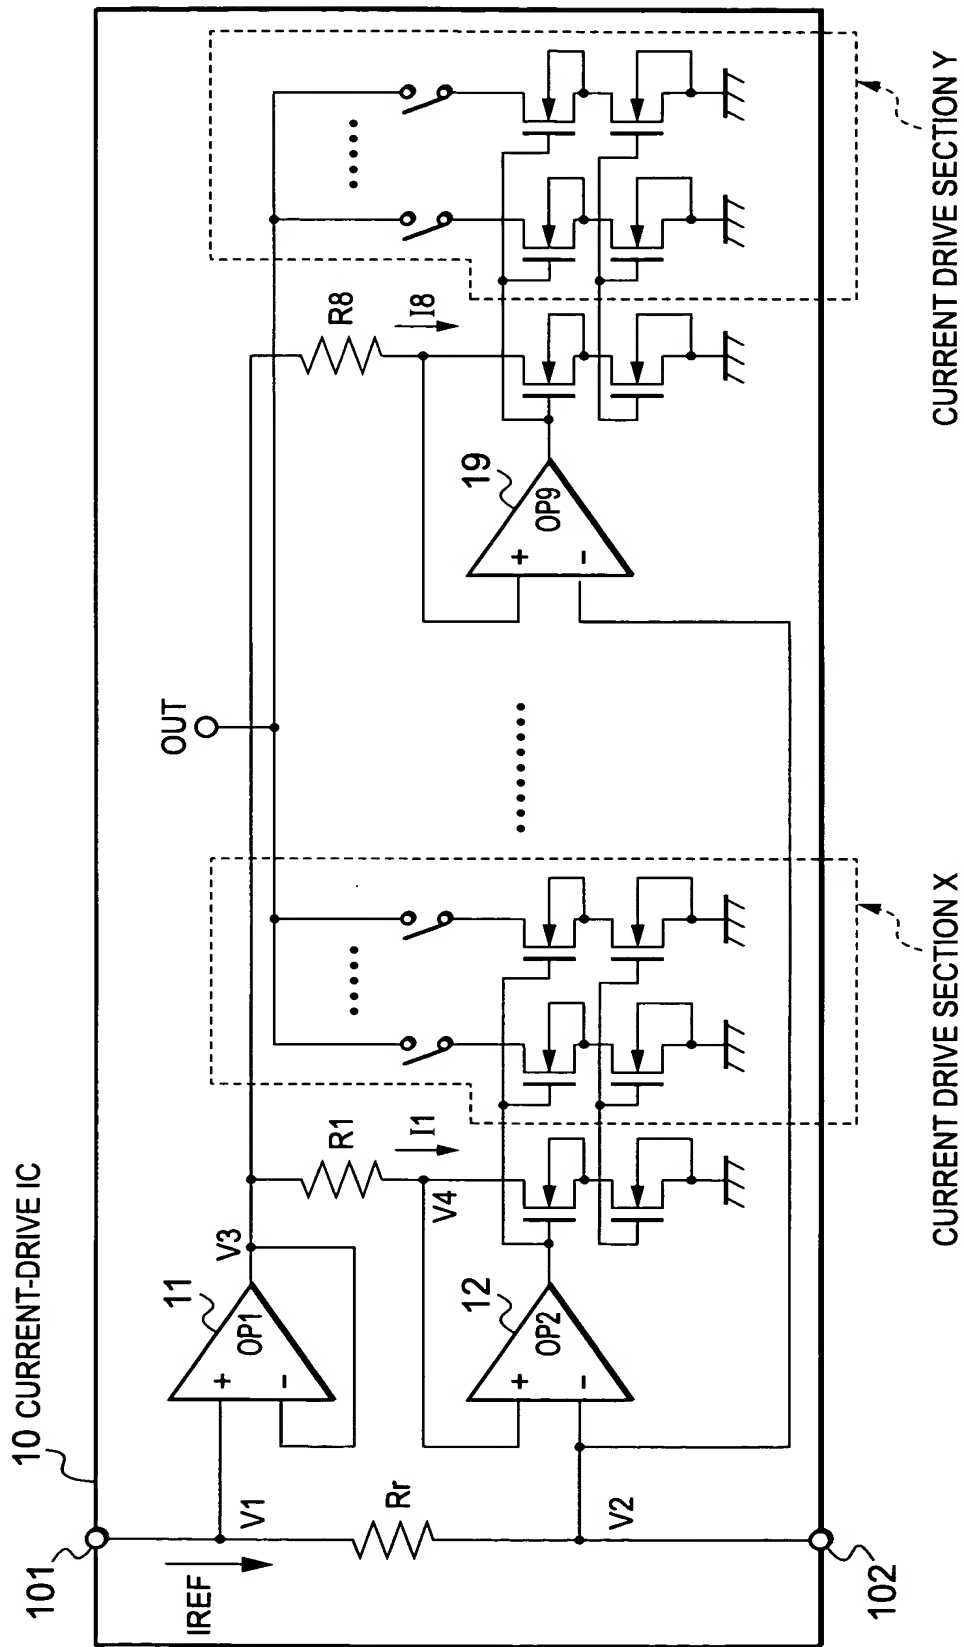 10 CURRENT-DRIVE IC
101
IREF
V1
Rr
V2
102
11
OP1
+
−
V3
12
OP2
+
−
R1
I1
V4
CURRENT DRIVE SECTION X
OUT
19
OP9
+
−
R8
I8
CURRENT DRIVE SECTION Y